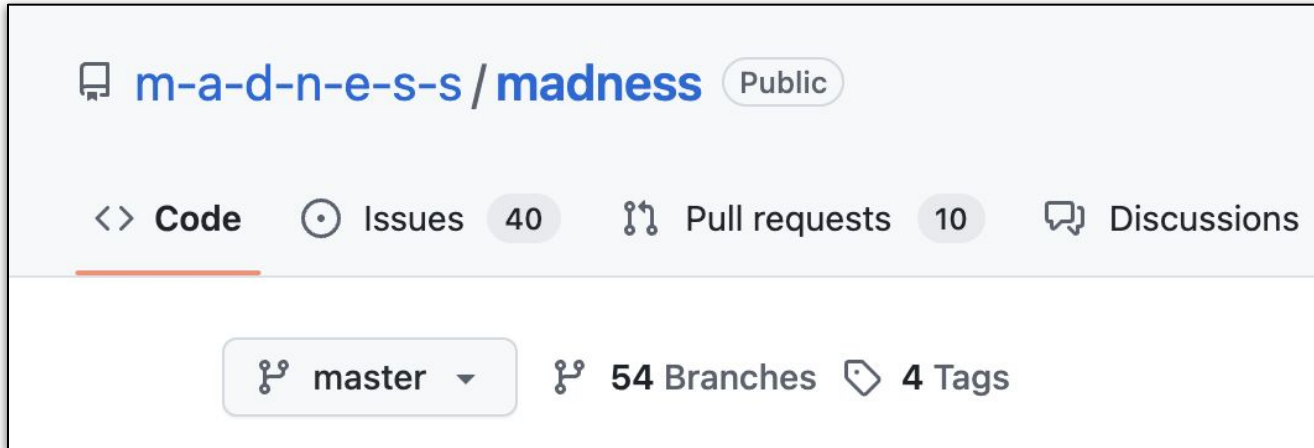 m-a-d-n-e-s-s / madness Public
<> Code Issues 40 Pull requests 10 Discussions
master 54 Branches 4 Tags